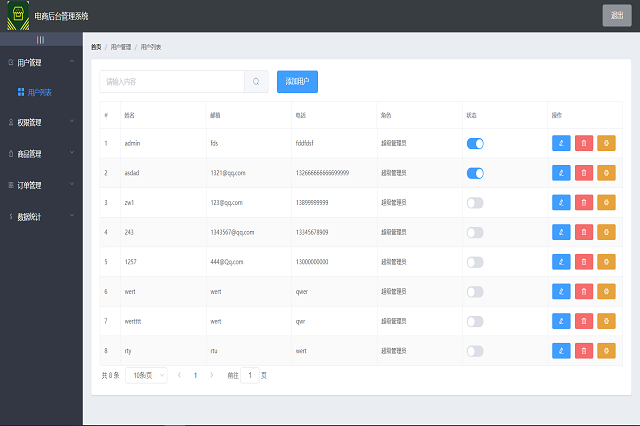 电商后台管理系统
退出
|||
用户管理
用户列表
权限管理
商品管理
订单管理
数据统计
首页 / 用户管理 / 用户列表
请输入内容
添加用户
# 姓名 邮箱 电话 角色 状态 操作
1 admin fds fddfdsf 超级管理员
2 asdad 1321@qq.com 超级管理员
3 zw1 123@qq.com 13899999999 超级管理员
4 243 1343567@qq.com 13345678909 超级管理员
5 1257 444@Qq.com 13000000000 超级管理员
6 wert wert qwer 超级管理员
7 wertttt wert qwr 超级管理员
8 rty rtu wert 超级管理员
共 8 条 10条/页 1 前往 1 页